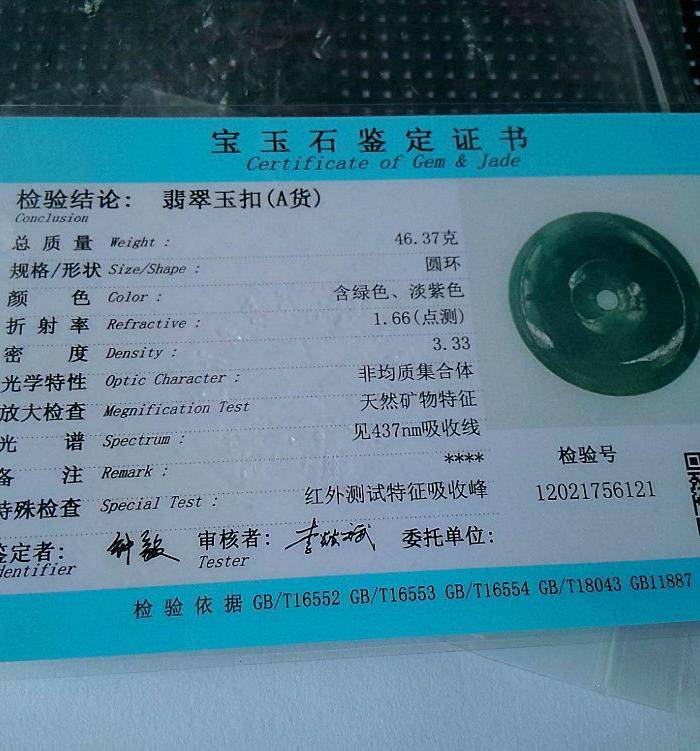 宝玉石鉴定证书
Certificate of Gem & Jade
检验结论: 翡翠玉扣(A货)
Conclusion
总质量 Weight : 46.37克
规格/形状 Size/Shape : 圆环
颜色 Color : 含绿色、淡紫色
折射率 Refractive : 1.66(点测)
密度 Density : 3.33
光学特性 Optic Character : 非均质集合体
放大检查 Megnification Test 天然矿物特征
光谱 Spectrum : 见437nm吸收线
备注 Remark : ****
特殊检查 Special Test : 红外测试特征吸收峰
检验号
12021756121
鉴定者: 审核者: 委托单位:
dentifier Tester
检验依据 GB/T16552 GB/T16553 GB/T16554 GB/T18043 GB11887